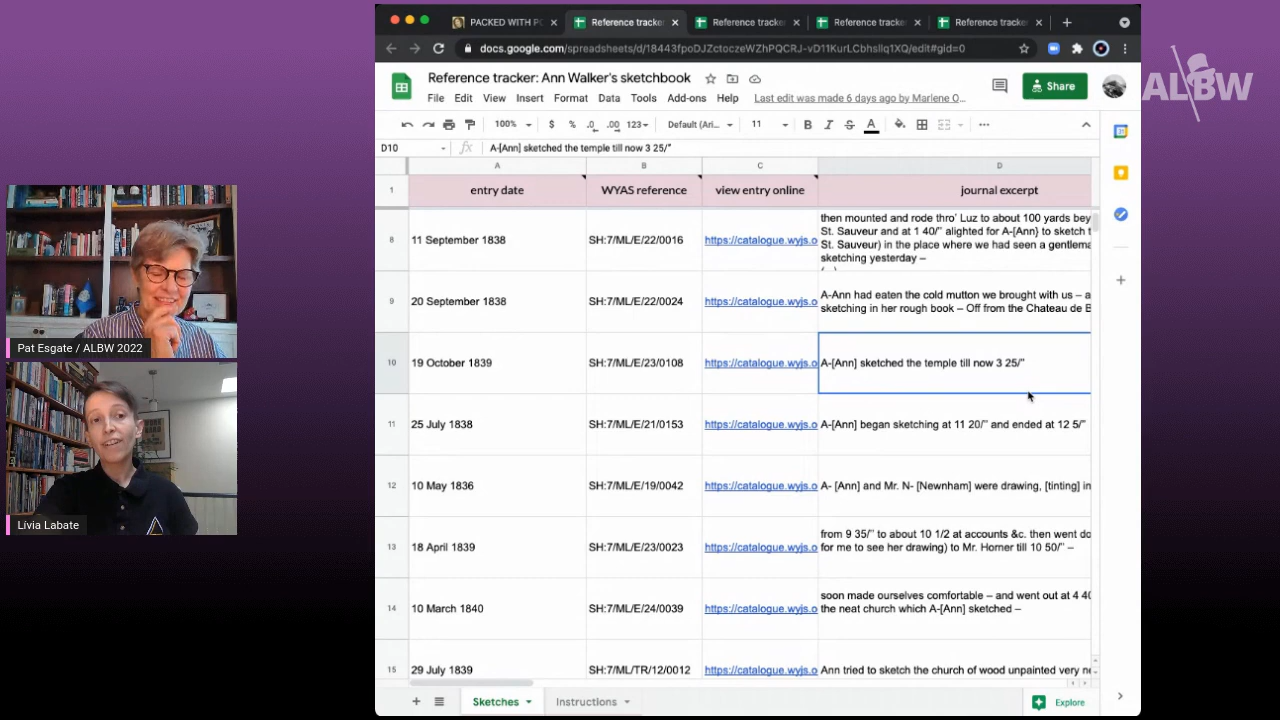 PACKED WITH P
Reference tracker
Reference tracker
Reference tracker
Reference tracker
docs.google.com/spreadsheets/d/18443fpoDJZctoczeWZhPQCRJ-vD11KurLCbhsllq1XQ/edit#gid=0
Reference tracker: Ann Walker's sketchbook
File Edit View Insert Format Data Tools Add-ons Help Last edit was made 6 days ago by Marlene O...
Share
ALBW
100% $ % .0 .00 123 Default (Ari... 11 B I S A
D10 fx A-[Ann] sketched the temple till now 3 25/"
A B C D
1 entry date WYAS reference view entry online journal excerpt
then mounted and rode thro' Luz to about 100 yards bey
St. Sauveur and at 1 40/" alighted for A-[Ann} to sketch t
8 11 September 1838 SH:7/ML/E/22/0016 https://catalogue.wyjs.o St. Sauveur) in the place where we had seen a gentlema
sketching yesterday –
9 20 September 1838 SH:7/ML/E/22/0024 https://catalogue.wyjs.o A-Ann had eaten the cold mutton we brought with us – a
sketching in her rough book – Off from the Chateau de B
10 19 October 1839 SH:7/ML/E/23/0108 https://catalogue.wyjs.o A-[Ann] sketched the temple till now 3 25/"
11 25 July 1838 SH:7/ML/E/21/0153 https://catalogue.wyjs.o A-[Ann] began sketching at 11 20/" and ended at 12 5/"
12 10 May 1836 SH:7/ML/E/19/0042 https://catalogue.wyjs.o A- [Ann] and Mr. N- [Newnham] were drawing, [tinting] in
13 18 April 1839 SH:7/ML/E/23/0023 https://catalogue.wyjs.o from 9 35/" to about 10 1/2 at accounts &c. then went do
for me to see her drawing) to Mr. Horner till 10 50/" –
14 10 March 1840 SH:7/ML/E/24/0039 https://catalogue.wyjs.o soon made ourselves comfortable – and went out at 4 40
the neat church which A-[Ann] sketched –
15 29 July 1839 SH:7/ML/TR/12/0012 https://catalogue.wyjs.o Ann tried to sketch the church of wood unpainted very ne
Sketches Instructions Explore
Pat Esgate / ALBW 2022
Lívia Labate